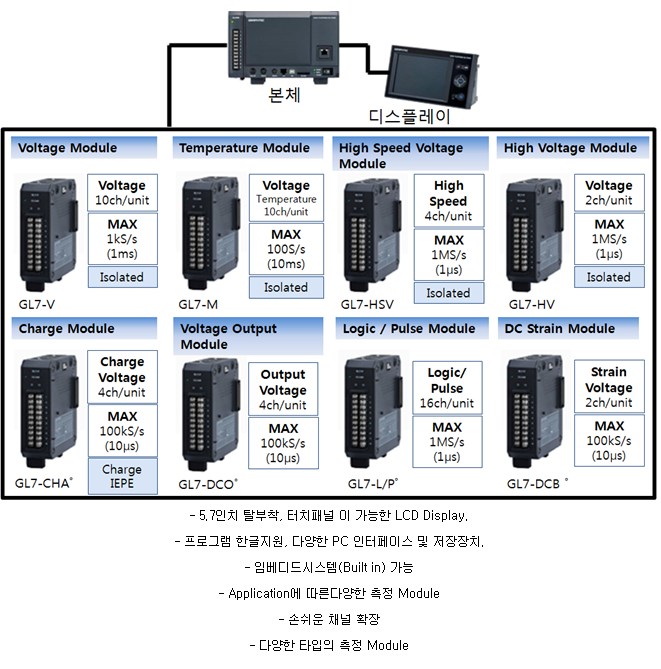 본체
디스플레이
Voltage Module
Voltage
10ch/unit
MAX
1kS/s
(1ms)
Isolated
GL7-V
Temperature Module
Voltage
Temperature
10ch/unit
MAX
100S/s
(10ms)
Isolated
GL7-M
High Speed Voltage
Module
High
Speed
4ch/unit
MAX
1MS/s
(1µs)
Isolated
GL7-HSV
High Voltage Module
Voltage
2ch/unit
MAX
1MS/s
(1µs)
Isolated
GL7-HV
Charge Module
Charge
Voltage
4ch/unit
MAX
100kS/s
(10µs)
Charge
IEPE
GL7-CHA°
Voltage Output
Module
Output
Voltage
4ch/unit
MAX
100kS/s
(10µs)
GL7-DCO°
Logic / Pulse Module
Logic/
Pulse
16ch/unit
MAX
1MS/s
(1µs)
GL7-L/P°
DC Strain Module
Strain
Voltage
2ch/unit
MAX
100kS/s
(10µs)
GL7-DCB °
- 5.7인치 탈부착, 터치패널 이 가능한 LCD Display.
- 프로그램 한글지원, 다양한 PC 인터페이스 및 저장장치.
- 임베디드시스템(Built in) 가능
- Application에 따른다양한 측정 Module
- 손쉬운 채널 확장
- 다양한 타입의 측정 Module